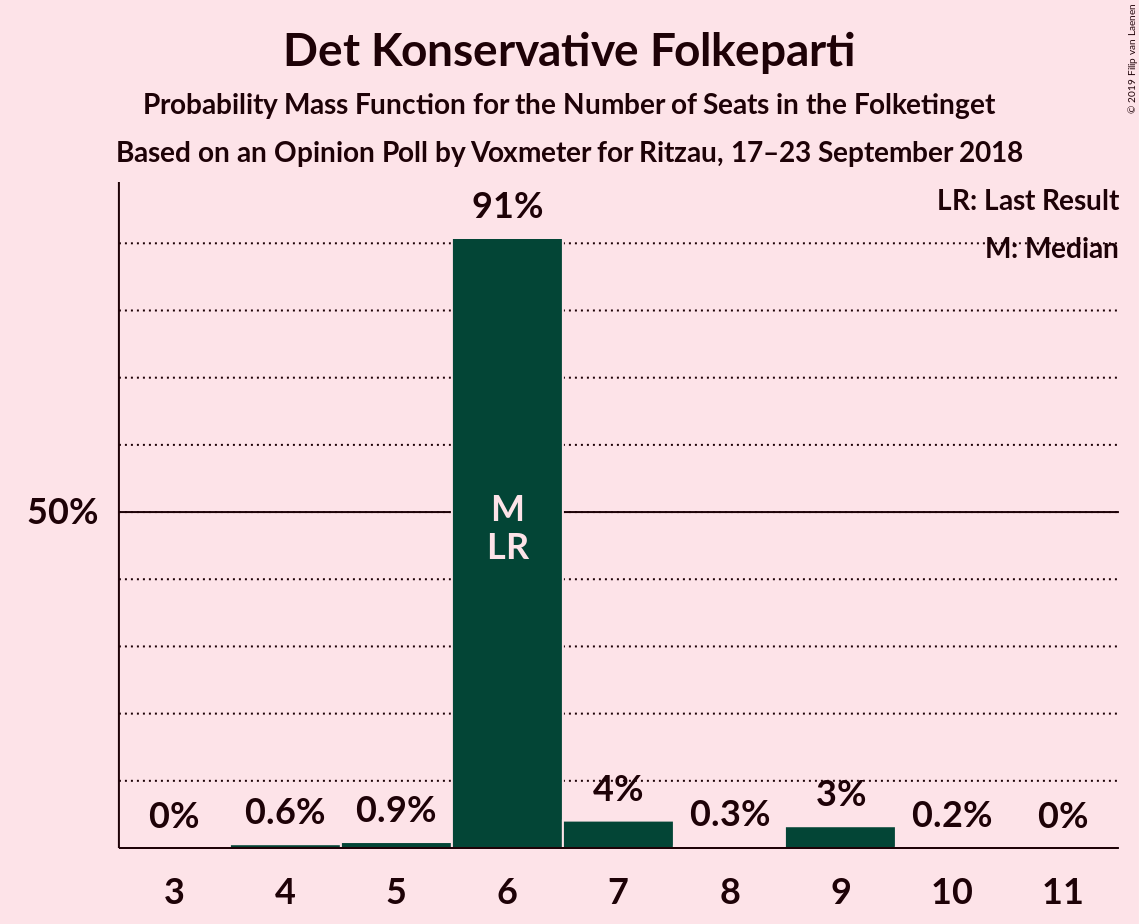 Det Konservative Folkeparti
Probability Mass Function for the Number of Seats in the Folketinget
Based on an Opinion Poll by Voxmeter for Ritzau, 17–23 September 2018
© 2019 Filip van Laenen
LR: Last Result
M: Median
91%
50%
M
LR
0%
0.6%
0.9%
4%
0.3%
3%
0.2%
0%
3 4 5 6 7 8 9 10 11